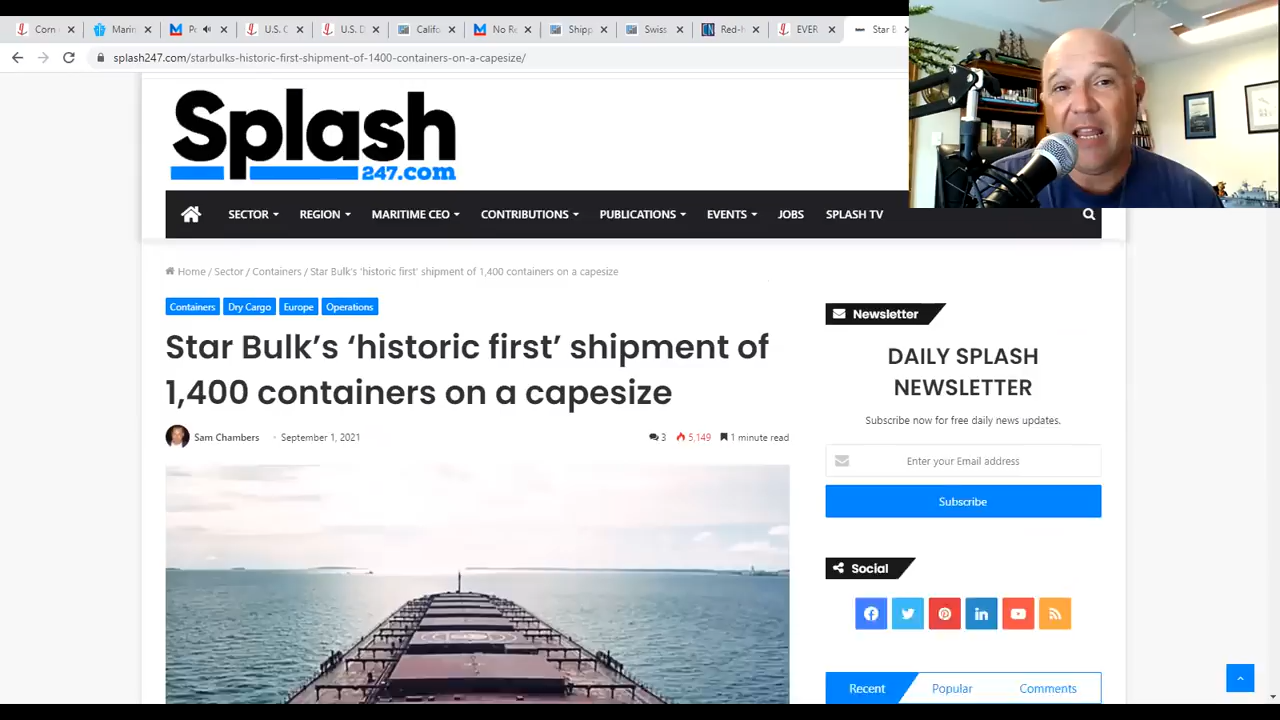 Corn
Marin
Pe
U.S. C
U.S. D
Califo
No Re
Shipp
Swiss
CN
Red-H
EVER
Star B
splash247.com/starbulks-historic-first-shipment-of-1400-containers-on-a-capesize/
Splash
247.com
SECTOR REGION MARITIME CEO CONTRIBUTIONS PUBLICATIONS EVENTS JOBS SPLASH TV
Home / Sector / Containers / Star Bulk's 'historic first' shipment of 1,400 containers on a capesize
Containers Dry Cargo Europe Operations
Star Bulk's 'historic first' shipment of
1,400 containers on a capesize
Sam Chambers September 1, 2021 3 5,149 1 minute read
Newsletter
DAILY SPLASH
NEWSLETTER
Subscribe now for free daily news updates.
Enter your Email address
Subscribe
Social
Recent Popular Comments